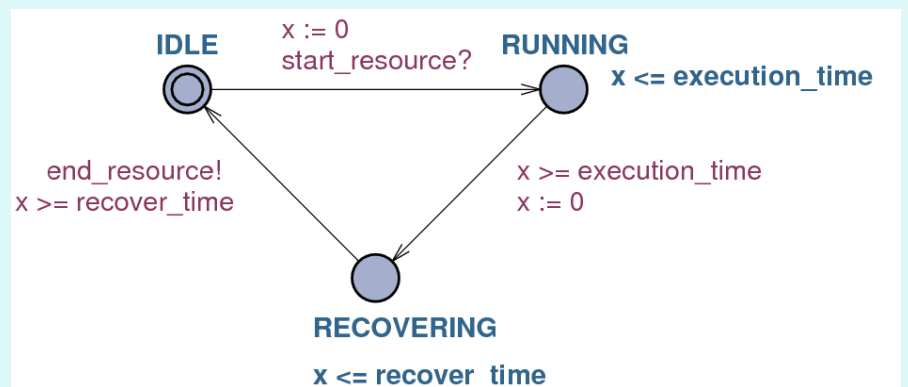 x := 0
IDLE
RUNNING
start_resource?
x <= execution_time
end_resource!
x >= execution_time
x >= recover_time
x := 0
RECOVERING
x <= recover_time